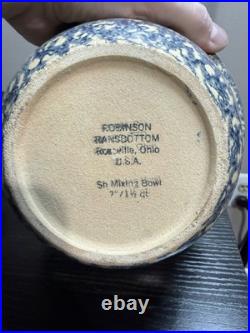 ROBINSON
RANSBOTTOM
Roseville, Ohio
U.S.A.
Sh Mixing Bowl
7"/1½ qt